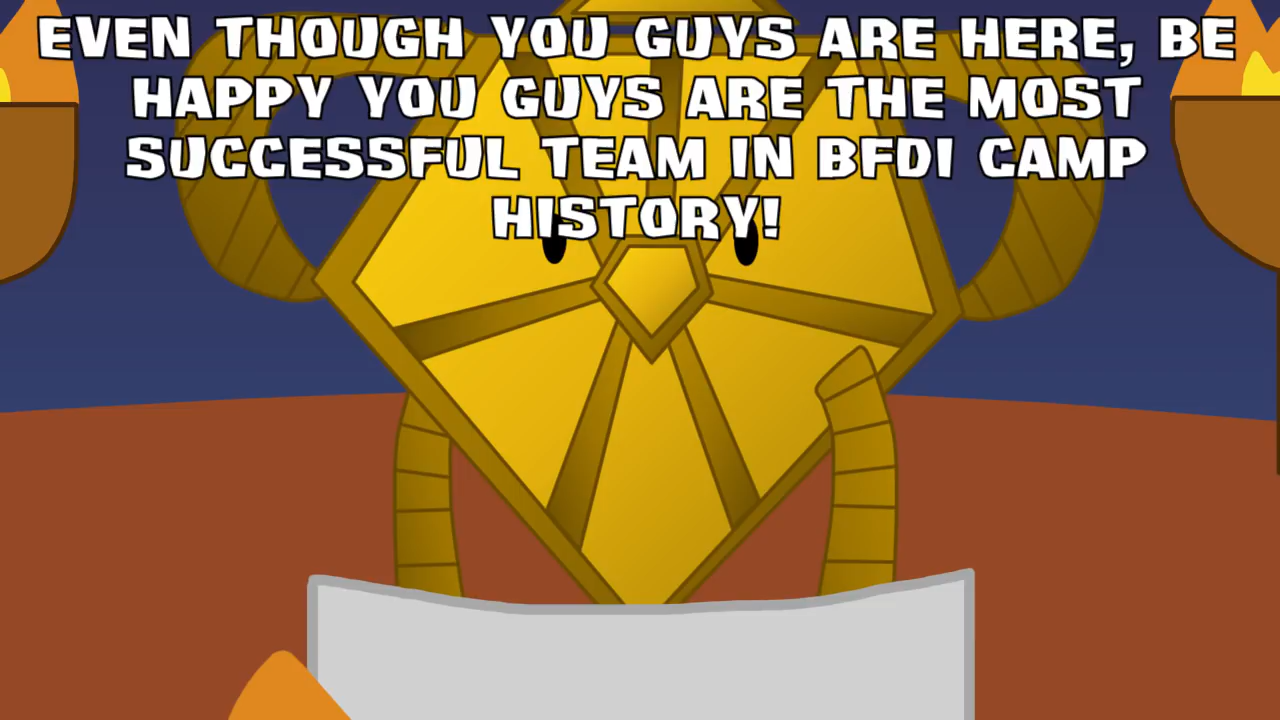 EVEN THOUGH YOU GUYS ARE HERE, BE
HAPPY YOU GUYS ARE THE MOST
SUCCESSFUL TEAM IN BFDI CAMP
HISTORY!